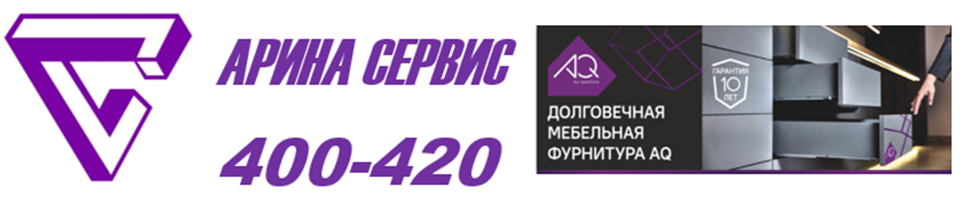 АРИНА СЕРВИС
400-420
AQ
ДОЛГОВЕЧНАЯ
МЕБЕЛЬНАЯ
ФУРНИТУРА AQ
ГАРАНТИЯ
10
ЛЕТ